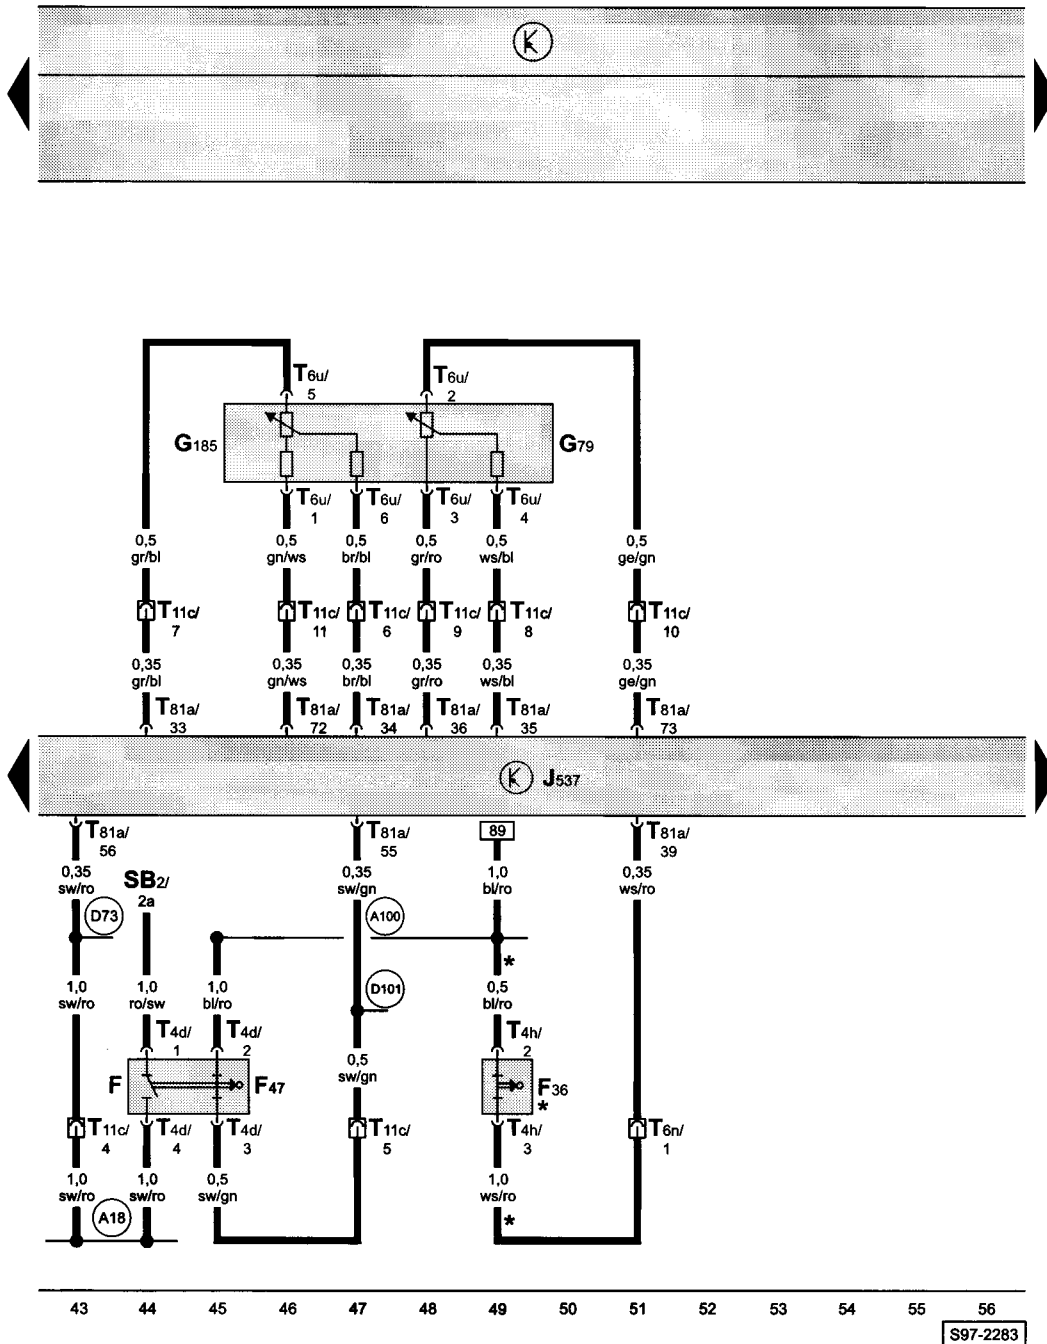 T6u/ T6u/
5 2
G185 G79
T6u/ T6u/ T6u/ T6u/
1 6 3 4
0,5 0,5 0,5 0,5 0,5 0,5
gr/bl gn/ws br/bl gr/ro ws/bl ge/gn
T11c/ T11c/ T11c/ T11c/ T11c/ T11c/
7 11 6 9 8 10
0,35 0,35 0,35 0,35 0,35 0,35
gr/bl gn/ws br/bl gr/ro ws/bl ge/gn
T81a/ T81a/ T81a/ T81a/ T81a/ T81a/
33 72 34 36 35 73
J537
T81a/ T81a/ 89 T81a/
56 55 39
0,35 SB2/ 0,35 1,0 0,35
sw/ro 2a sw/gn bl/ro ws/ro
D73 A100
*
1,0 1,0 1,0 D101 0,5
sw/ro ro/sw bl/ro bl/ro
T4d/ T4d/ T4h/
1 2 2
0,5
sw/gn
F F47 F36
*
T11c/ T4d/ T4d/ T11c/ T4h/ T6n/
4 4 3 5 3 1
1,0 1,0 0,5 1,0
sw/ro sw/ro sw/gn ws/ro
A18 *
43 44 45 46 47 48 49 50 51 52 53 54 55 56
S97-2283